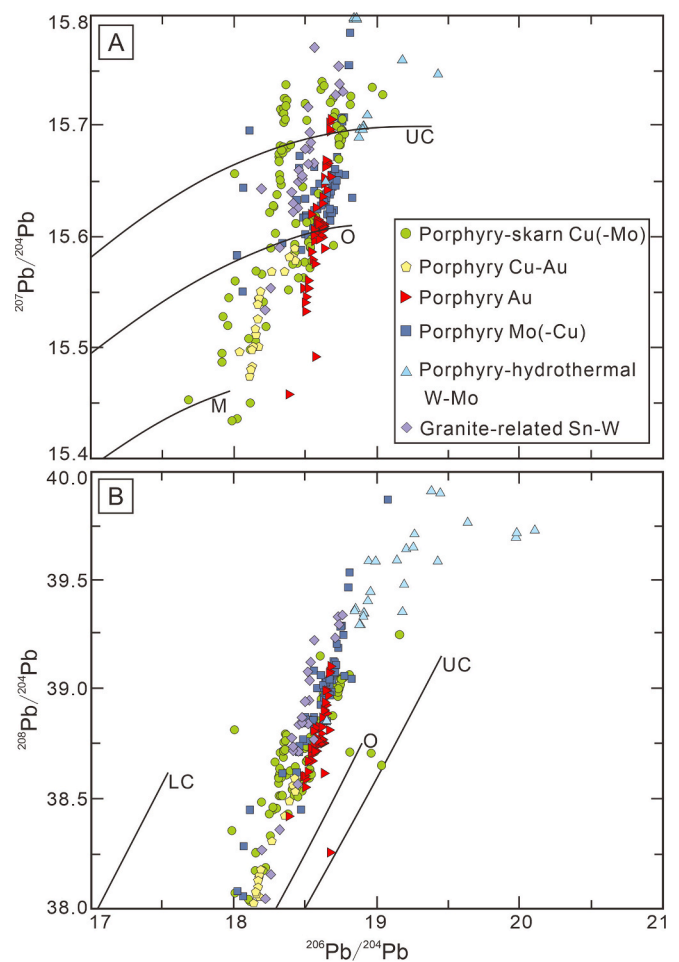 15.8
A
15.7
UC
15.6
O
15.5
M
15.4
207Pb/204Pb
Porphyry-skarn Cu(-Mo)
Porphyry Cu-Au
Porphyry Au
Porphyry Mo(-Cu)
Porphyry-hydrothermal
W-Mo
Granite-related Sn-W
40.0
B
39.5
39.0
38.5
38.0
208Pb/204Pb
UC
O
LC
17
18
19
20
21
206Pb/204Pb